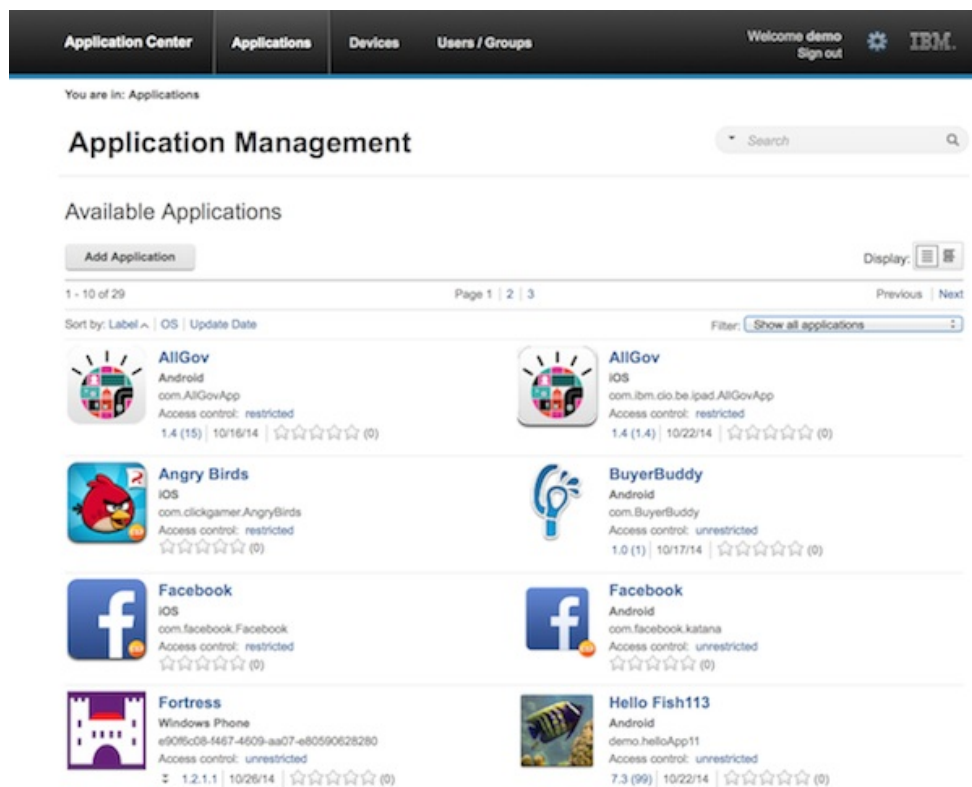 Application Center Applications Devices Users / Groups Welcome demo IBM.
Sign out
You are in: Applications
Application Management Search
Available Applications
Add Application Display:
1 - 10 of 29 Page 1 | 2 | 3 Previous | Next
Sort by: Label | OS | Update Date Filter: Show all applications
AllGov
Android
com.AllGovApp
Access control: restricted
1.4 (15) | 10/16/14 | (0)
AllGov
iOS
com.ibm.cio.be.ipad.AllGovApp
Access control: restricted
1.4 (1.4) | 10/22/14 | (0)
Angry Birds
iOS
com.clickgamer.AngryBirds
Access control: restricted
(0)
BuyerBuddy
Android
com.BuyerBuddy
Access control: unrestricted
1.0 (1) | 10/17/14 | (0)
Facebook
iOS
com.facebook.Facebook
Access control: restricted
(0)
Facebook
Android
com.facebook.katana
Access control: unrestricted
(0)
Fortress
Windows Phone
e90f6c08-f467-4609-aa07-e80590628280
Access control: unrestricted
1.2.1.1 | 10/26/14 | (0)
Hello Fish113
Android
demo.helloApp11
Access control: unrestricted
7.3 (99) | 10/22/14 | (0)